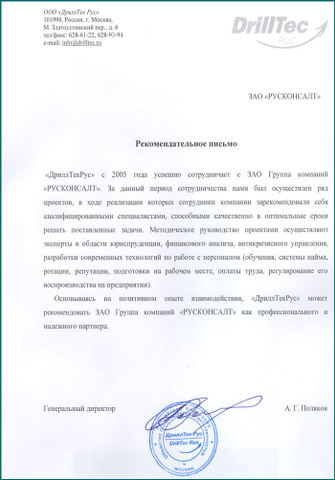 ООО «ДриллТек Рус»
101990, Россия, г. Москва,
М. Златоустинский пер., д. 6
тел/факс: 628-61-22, 628-93-94
e-mail: info@drilltec.ru
DrillTec
RUS
ЗАО «РУСКОНСАЛТ»
Рекомендательное письмо
«ДриллТекРус» с 2005 года успешно сотрудничает с ЗАО Группа компаний
«РУСКОНСАЛТ». За данный период сотрудничества нами был осуществлен ряд
проектов, в ходе реализации которых сотрудники компании зарекомендовали себя
квалифицированными специалистами, способными качественно в оптимальные сроки
решать поставленные задачи. Методическое руководство проектами осуществляют
эксперты в области юриспруденции, финансового анализа, антикризисного управления,
разработки современных технологий по работе с персоналом (обучения, системы найма,
ротации, репутации, подготовки на рабочем месте, оплаты труда, регулирование его
воспроизводства на предприятии).
Основываясь на позитивном опыте взаимодействия, «ДриллТекРус» может
рекомендовать ЗАО Группа компаний «РУСКОНСАЛТ» как профессионального и
надежного партнера.
Генеральный директор
А. Г. Поляков
ДриллТек Рус
DrillTec Rus
МОСКВА